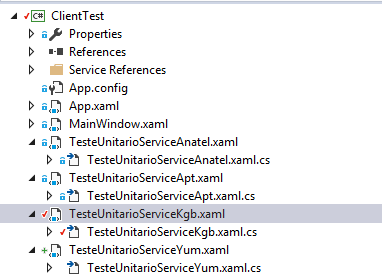 C# ClientTest
Properties
References
Service References
App.config
App.xaml
MainWindow.xaml
TesteUnitarioServiceAnatel.xaml
TesteUnitarioServiceAnatel.xaml.cs
TesteUnitarioServiceApt.xaml
TesteUnitarioServiceApt.xaml.cs
TesteUnitarioServiceKgb.xaml
TesteUnitarioServiceKgb.xaml.cs
TesteUnitarioServiceYum.xaml
TesteUnitarioServiceYum.xaml.cs